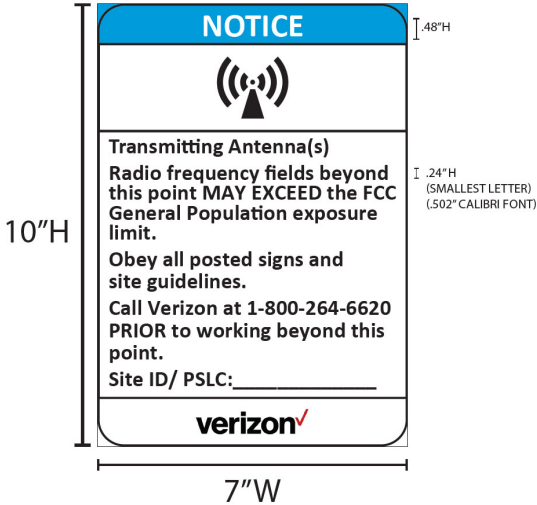 NOTICE
.48"H
Transmitting Antenna(s)
Radio frequency fields beyond
this point MAY EXCEED the FCC
General Population exposure
limit.
.24"H
(SMALLEST LETTER)
(.502" CALIBRI FONT)
Obey all posted signs and
site guidelines.
Call Verizon at 1-800-264-6620
PRIOR to working beyond this
point.
Site ID/ PSLC:_________________
verizon
10"H
7"W